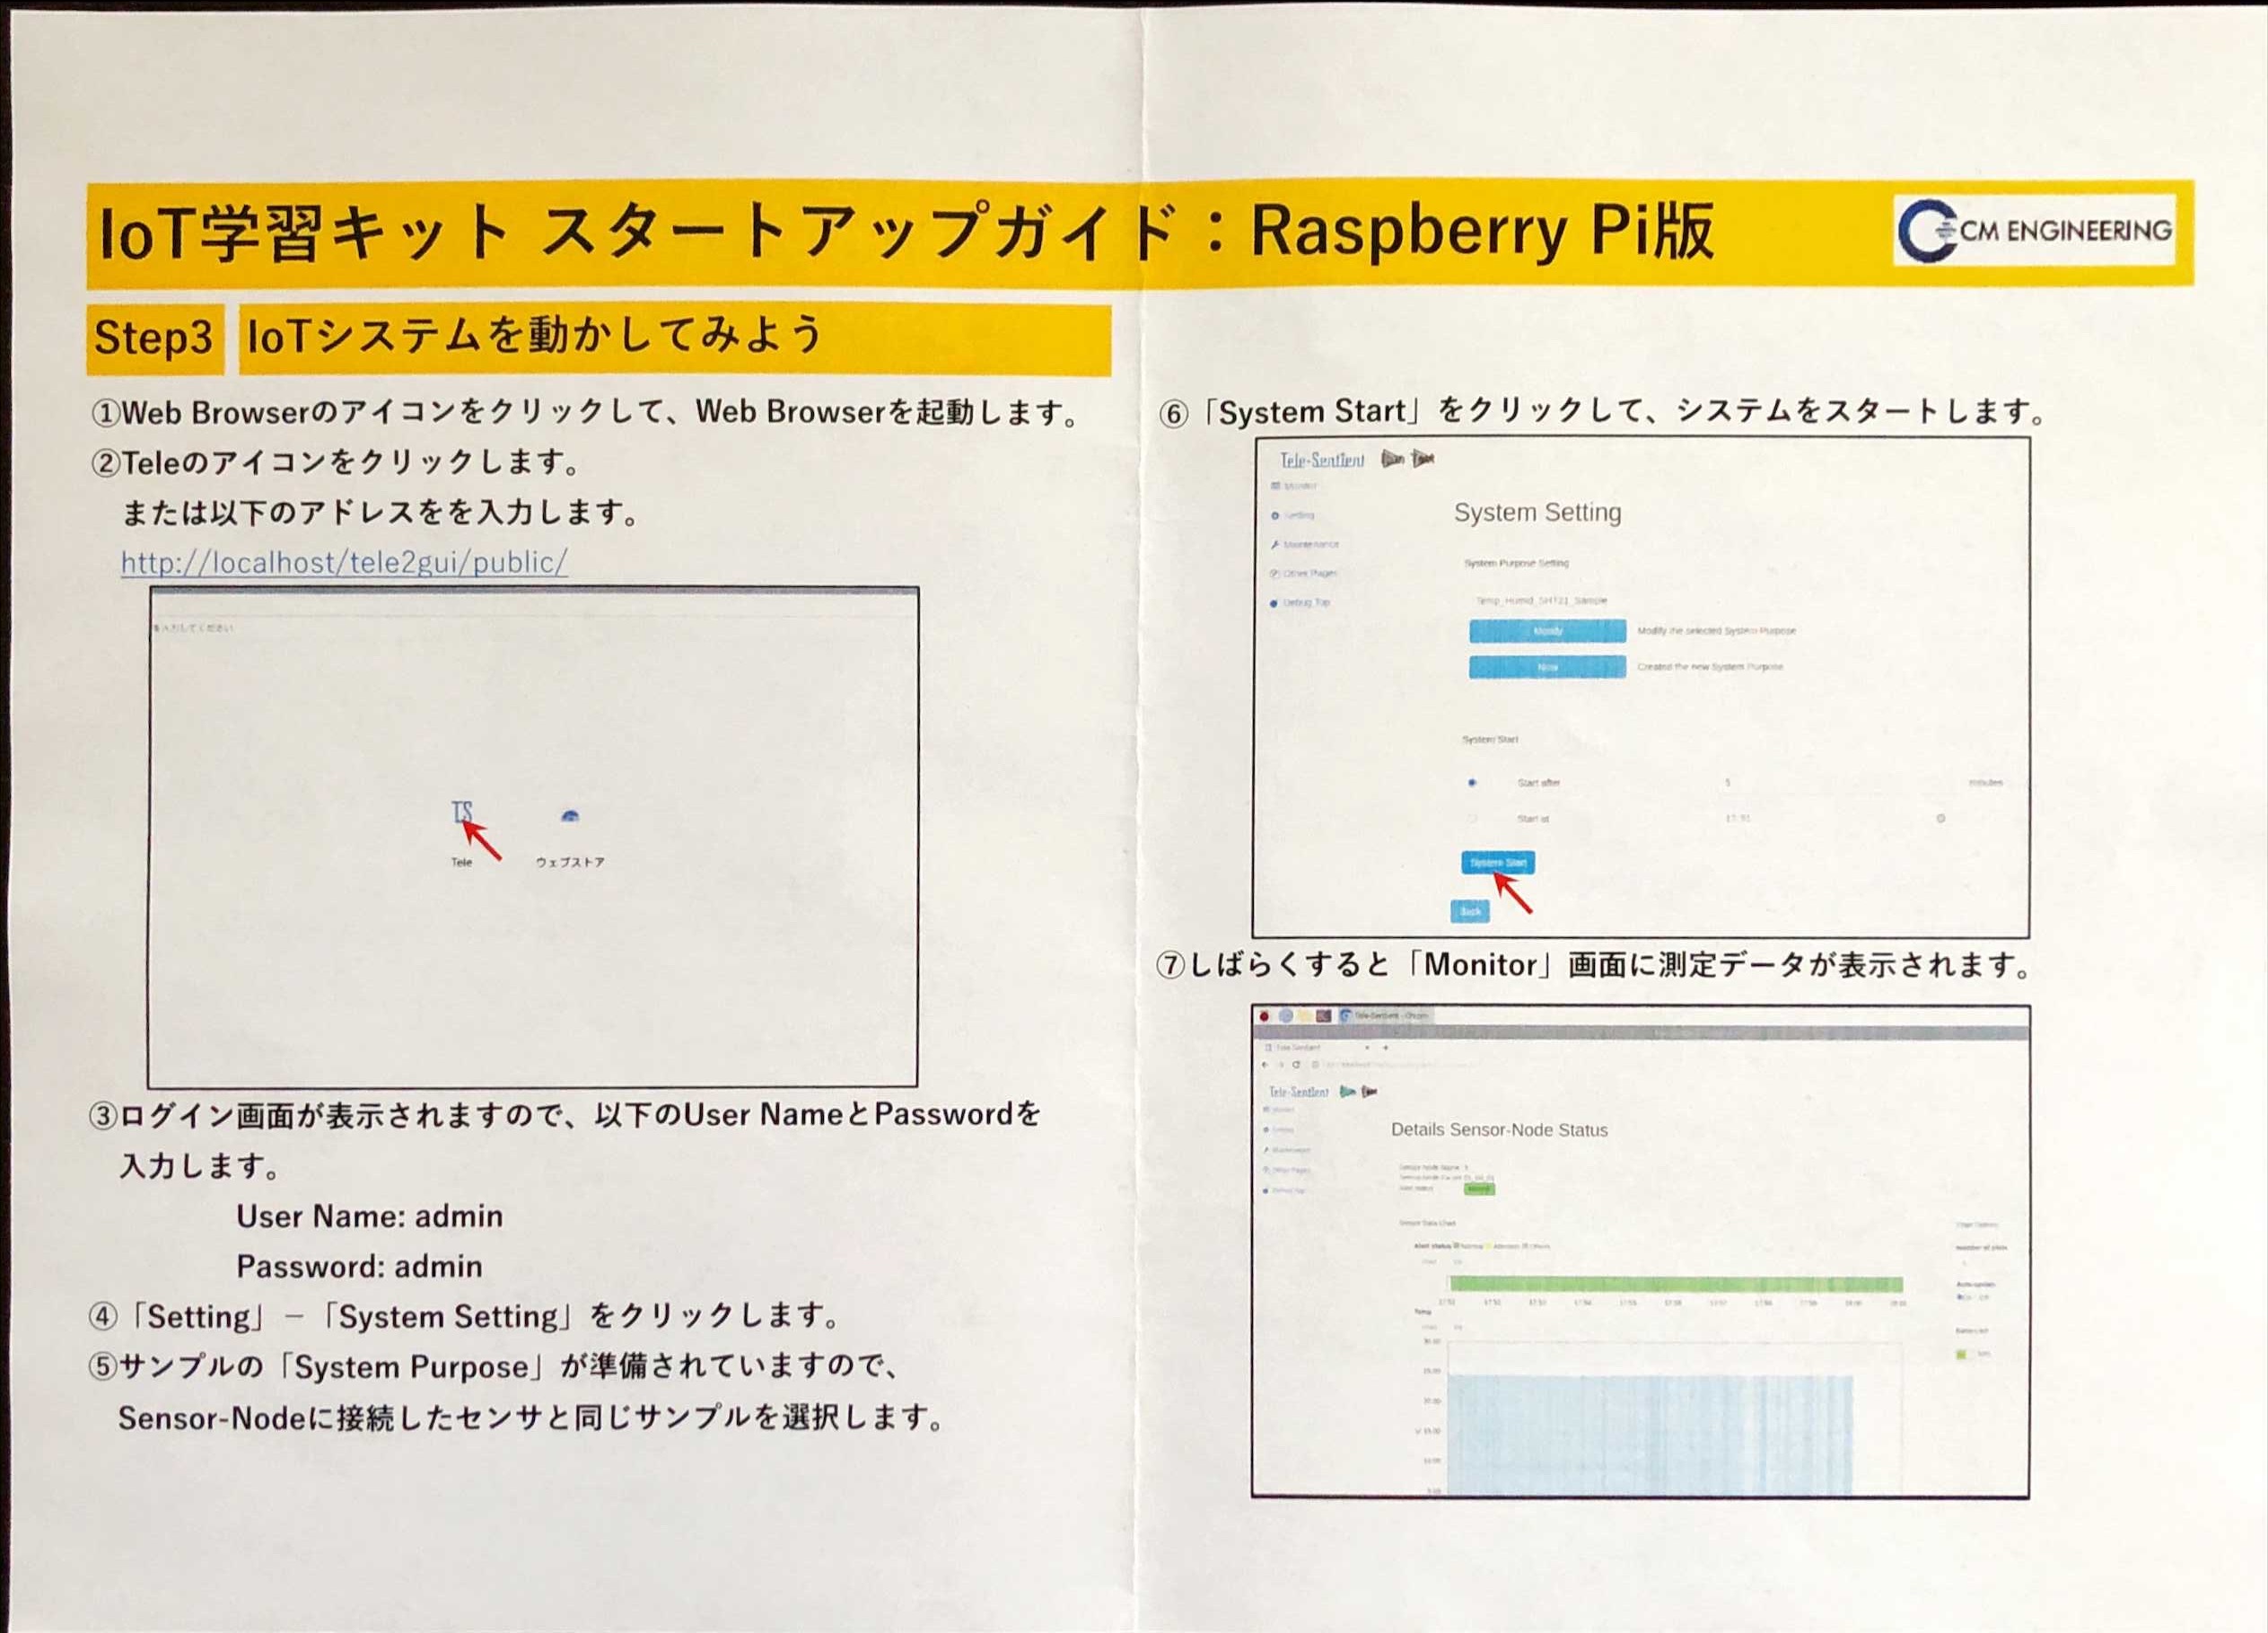 IoT学習キット スタートアップガイド：Raspberry Pi版
CM ENGINEERING
Step3 IoTシステムを動かしてみよう
①Web Browserのアイコンをクリックして、Web Browserを起動します。
②Teleのアイコンをクリックします。
または以下のアドレスをを入力します。
http://localhost/tele2gui/public/
を入力してください
TS
Tele ウェブストア
③ログイン画面が表示されますので、以下のUser NameとPasswordを
入力します。
User Name: admin
Password: admin
④「Setting」－「System Setting」をクリックします。
⑤サンプルの「System Purpose」が準備されていますので、
Sensor-Nodeに接続したセンサと同じサンプルを選択します。
⑥「System Start」をクリックして、システムをスタートします。
Tele-Sentient
Monitor
Setting
Maintenance
Other Pages
Debug Top
System Setting
System Purpose Setting
Temp_Humid_SHT21_Sample
Modify Modify the selected System Purpose
New Created the new System Purpose
System Start
Start after 5 minutes
Start at
System Start
Back
⑦しばらくすると「Monitor」画面に測定データが表示されます。
Tele-Sentient
Details Sensor-Node Status
Sensor Data Chart
Temp